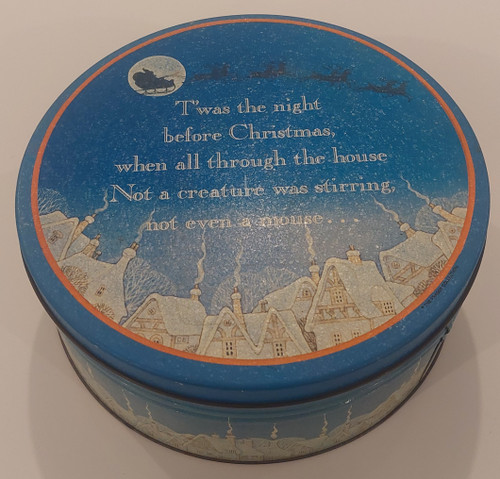 T'was the night
before Christmas,
when all through the house
Not a creature was stirring,
not even a mouse . . .